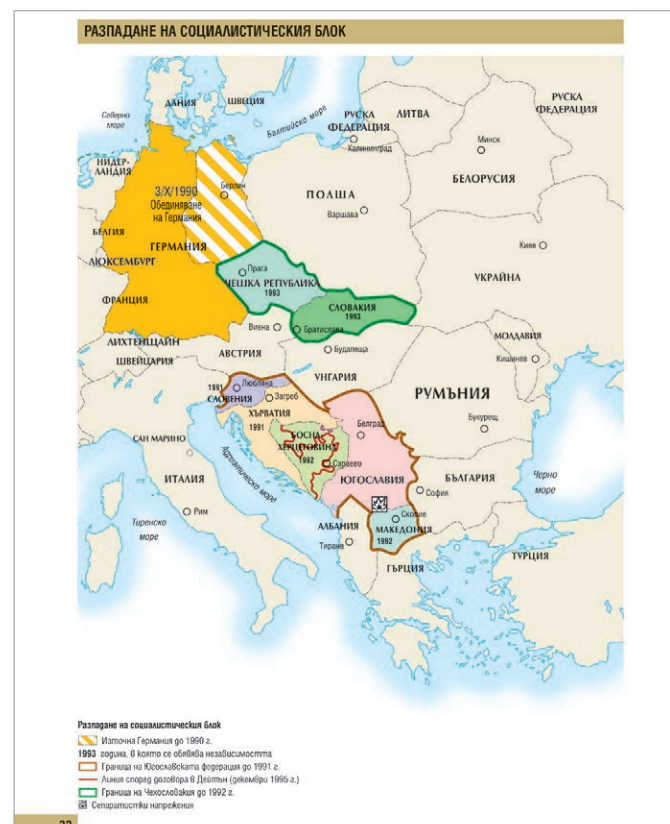 РАЗПАДАНЕ НА СОЦИАЛИСТИЧЕСКИЯ БЛОК
ДАНИЯ
ШВЕЦИЯ
Северно
море
Балтийско море
РУСКА
ФЕДЕРАЦИЯ
Калининград
ЛИТВА
РУСКА
ФЕДЕРАЦИЯ
Минск
БЕЛОРУСИЯ
НИДЕР-
ЛАНДИЯ
3/X/1990
Обединяване
на Германия
Берлин
ПОЛША
Варшава
БЕЛГИЯ
ГЕРМАНИЯ
ЛЮКСЕМБУРГ
Киев
УКРАЙНА
Прага
ЧЕШКА РЕПУБЛИКА
1993
СЛОВАКИЯ
1993
ФРАНЦИЯ
Виена
Братислава
ЛИХТЕНЩАЙН
ШВЕЙЦАРИЯ
АВСТРИЯ
Будапеща
УНГАРИЯ
МОЛДАВИЯ
Кишинев
РУМЪНИЯ
Букурещ
1991
Любляна
СЛОВЕНИЯ
Загреб
ХЪРВАТИЯ
1991
Белград
БОСНА
ХЕРЦЕГОВИНА
1992
Сараево
ЮГОСЛАВИЯ
САН МАРИНО
Адриатическо море
ИТАЛИЯ
Рим
Тиренско
море
БЪЛГАРИЯ
София
Черно
море
Скопие
МАКЕДОНИЯ
1992
АЛБАНИЯ
Тирана
ГЪРЦИЯ
ТУРЦИЯ
Разпадане на социалистическия блок
Източна Германия до 1990 г.
1993 година, в която се обявява независимостта
Граница на Югославската федерация до 1991 г.
Линия според договора в Дейтън (декември 1995 г.)
Граница на Чехословакия до 1992 г.
Сепаратистки напрежения